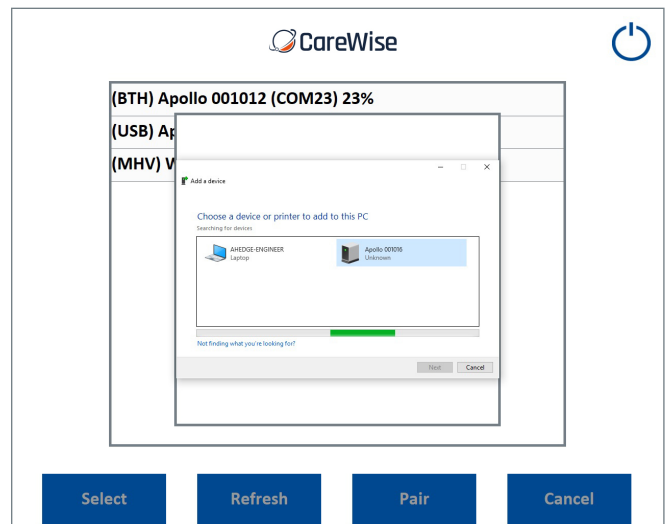 CareWise
(BTH) Apollo 001012 (COM23) 23%
(USB) Ap
(MHV) W
Add a device
Choose a device or printer to add to this PC
Searching for devices
AHEDGE-ENGINEER
Laptop
Apollo 001016
Unknown
Not finding what you're looking for?
Next Cancel
Select Refresh Pair Cancel